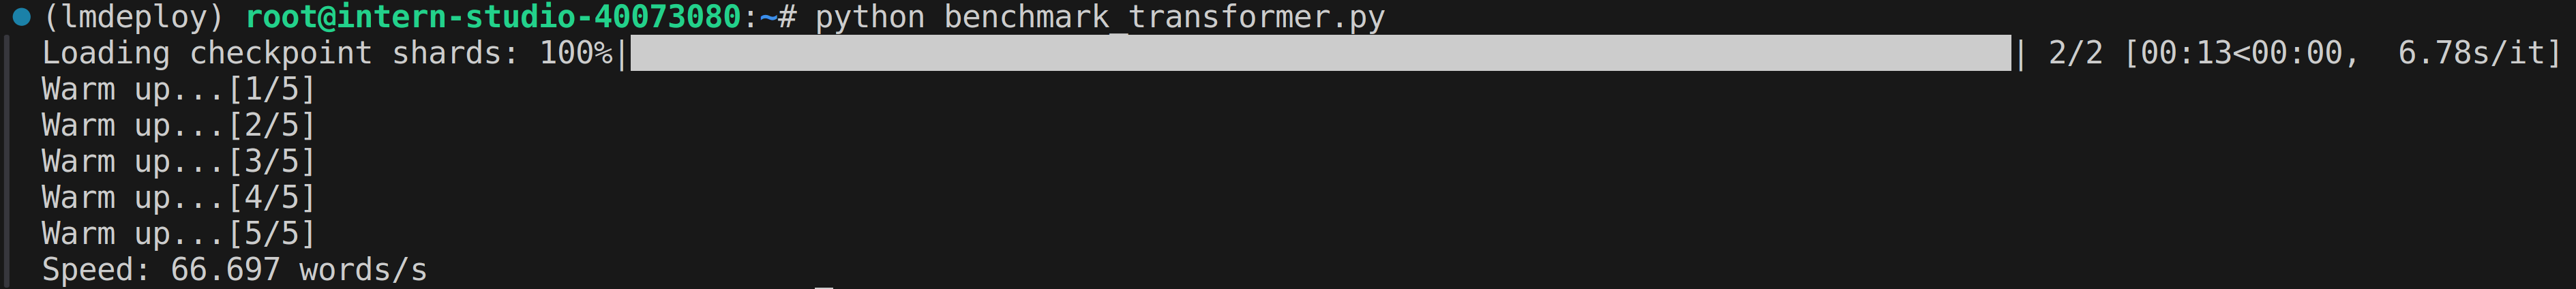 (lmdeploy) root@intern-studio-40073080:~# python benchmark_transformer.py
Loading checkpoint shards: 100%|██████████| 2/2 [00:13<00:00,  6.78s/it]
Warm up...[1/5]
Warm up...[2/5]
Warm up...[3/5]
Warm up...[4/5]
Warm up...[5/5]
Speed: 66.697 words/s